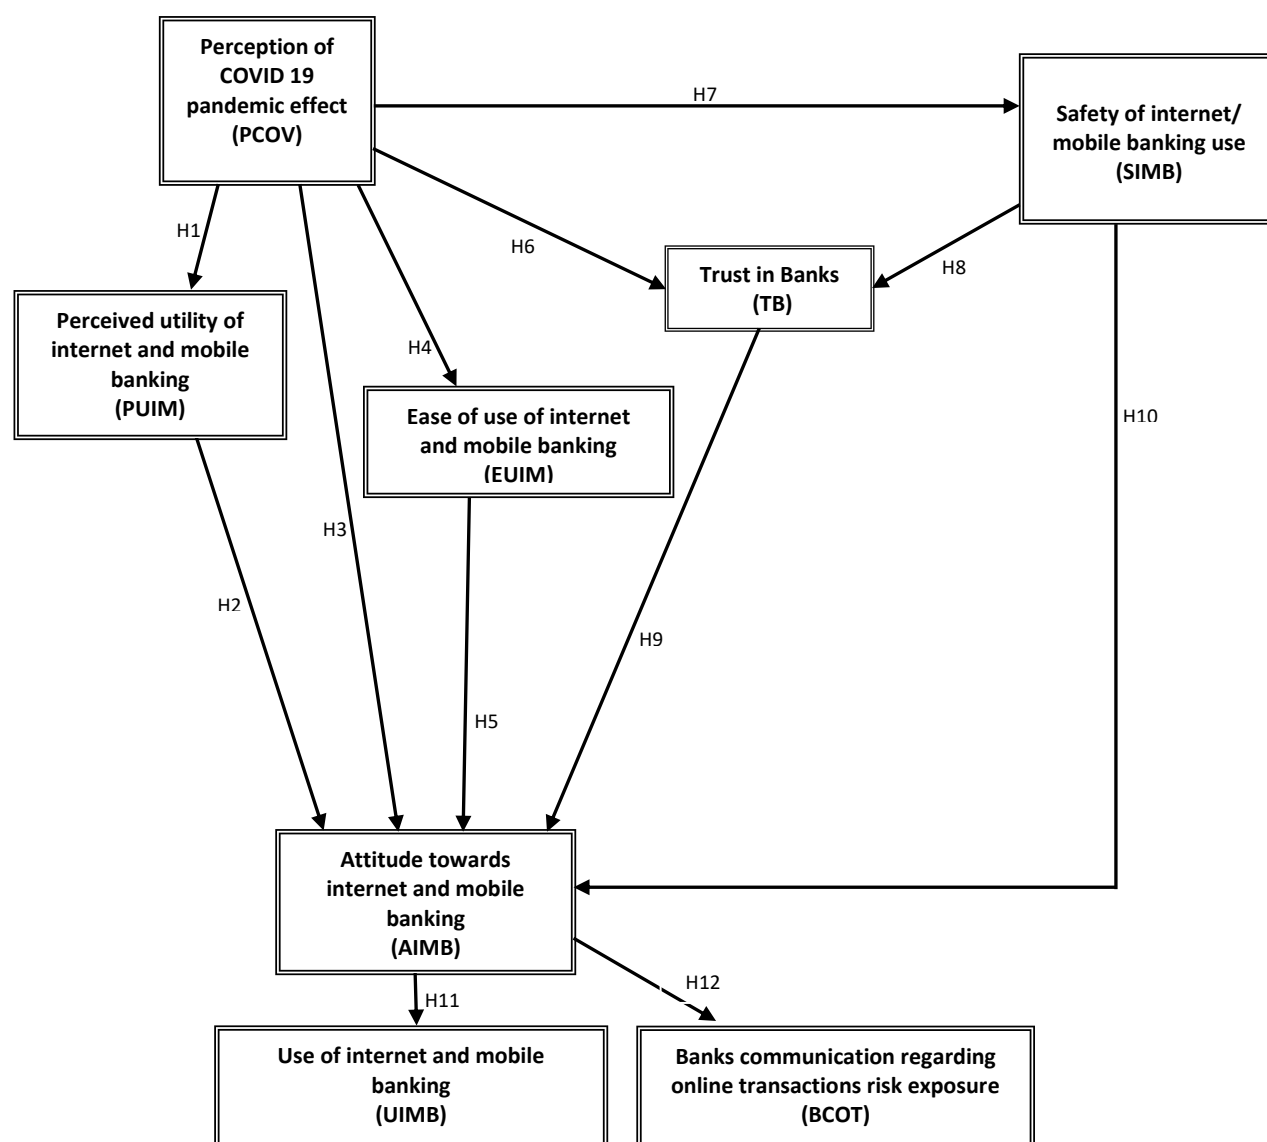 Perception of
COVID 19
pandemic effect
(PCOV)
H7
Safety of internet/
mobile banking use
(SIMB)
H1
H6
H8
Trust in Banks
(TB)
Perceived utility of
internet and mobile
banking
(PUIM)
H4
Ease of use of internet
and mobile banking
(EUIM)
H10
H3
H2
H9
H5
Attitude towards
internet and mobile
banking
(AIMB)
H11
H12
Use of internet and mobile
banking
(UIMB)
Banks communication regarding
online transactions risk exposure
(BCOT)